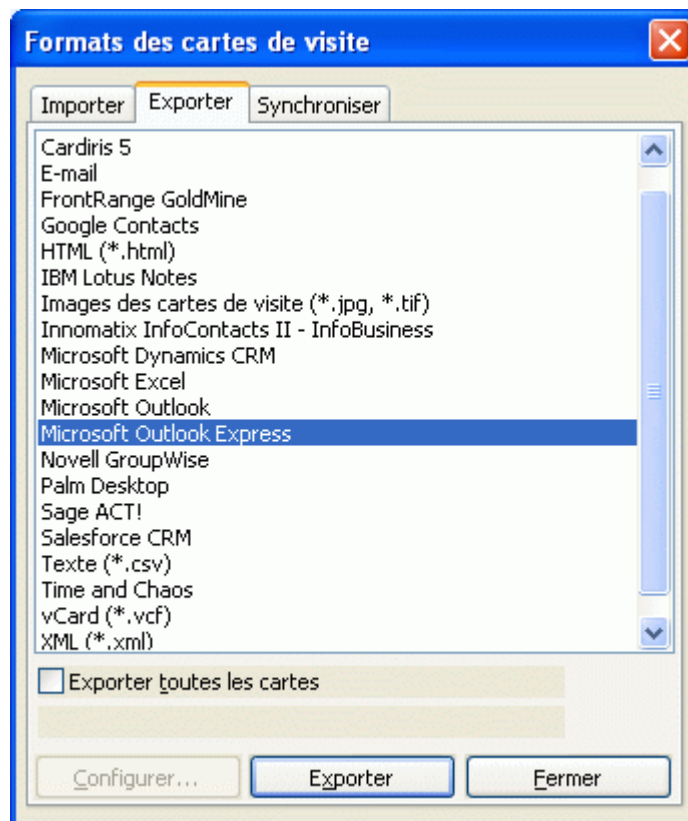 Formats des cartes de visite
Importer Exporter Synchroniser
Cardiris 5
E-mail
FrontRange GoldMine
Google Contacts
HTML (*.html)
IBM Lotus Notes
Images des cartes de visite (*.jpg, *.tif)
Innomatix InfoContacts II - InfoBusiness
Microsoft Dynamics CRM
Microsoft Excel
Microsoft Outlook
Microsoft Outlook Express
Novell GroupWise
Palm Desktop
Sage ACT!
Salesforce CRM
Texte (*.csv)
Time and Chaos
vCard (*.vcf)
XML (*.xml)
Exporter toutes les cartes
Configurer... Exporter Fermer